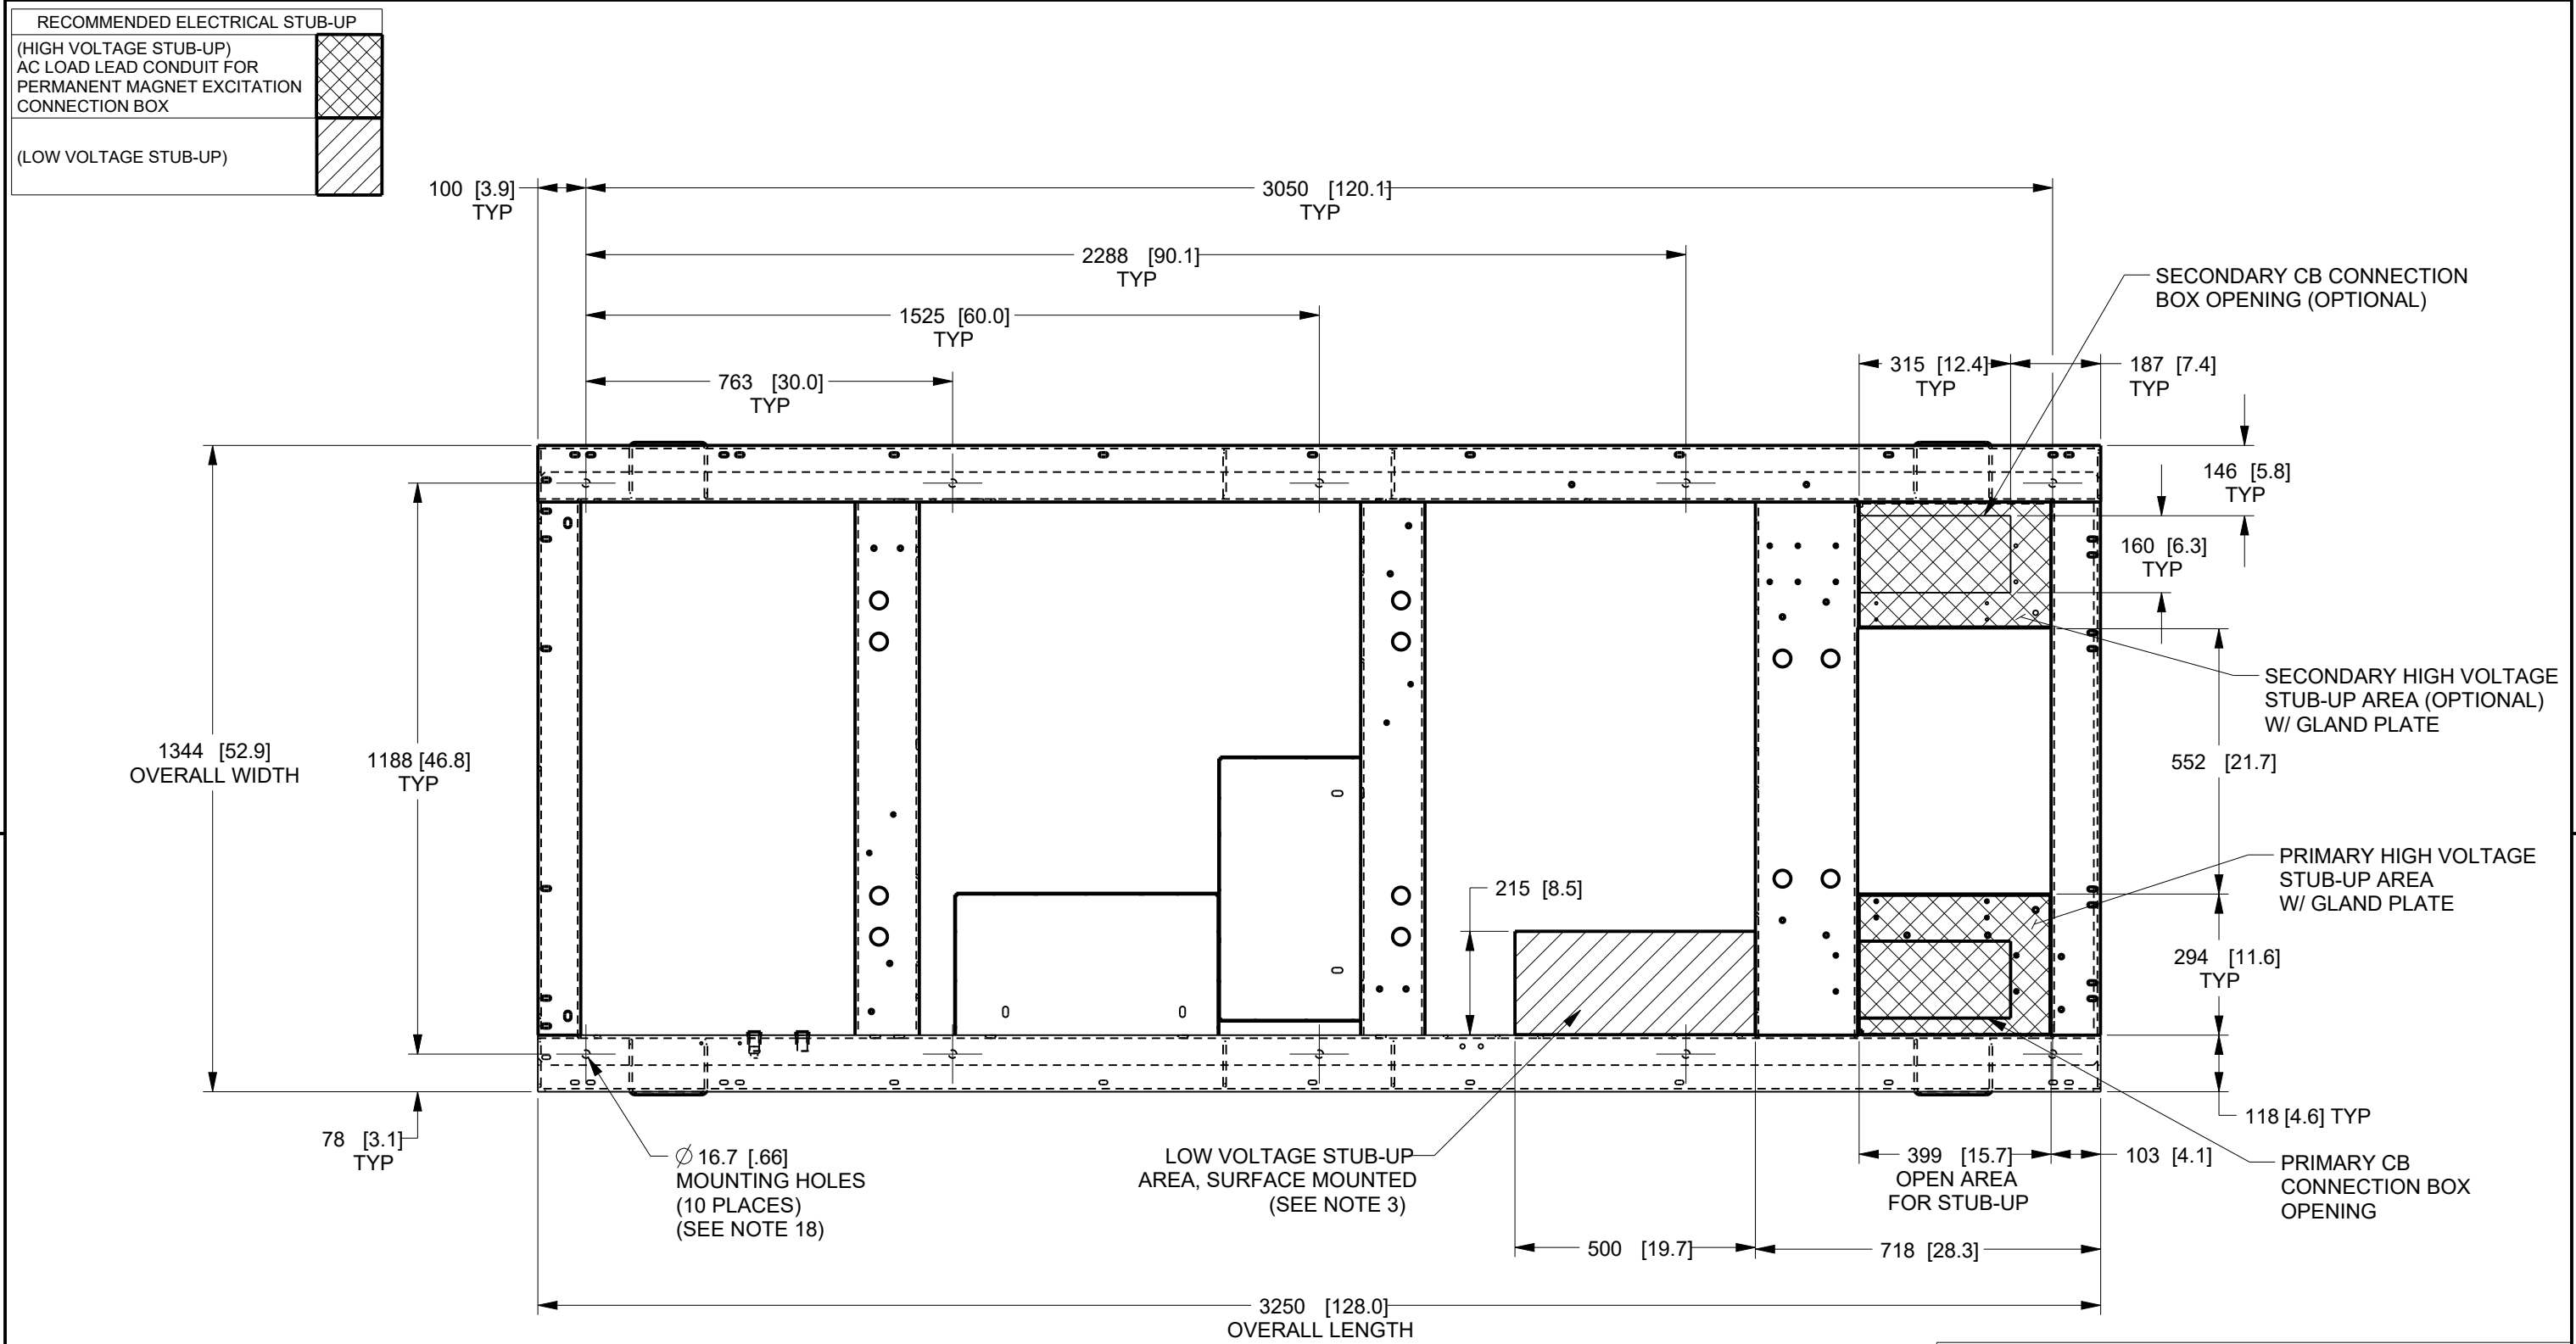 RECOMMENDED ELECTRICAL STUB-UP
(HIGH VOLTAGE STUB-UP)
AC LOAD LEAD CONDUIT FOR
PERMANENT MAGNET EXCITATION
CONNECTION BOX
(LOW VOLTAGE STUB-UP)
100 [3.9]
TYP
3050 [120.1]
TYP
2288 [90.1]
TYP
1525 [60.0]
TYP
763 [30.0]
TYP
SECONDARY CB CONNECTION
BOX OPENING (OPTIONAL)
315 [12.4]
TYP
187 [7.4]
TYP
146 [5.8]
TYP
160 [6.3]
TYP
SECONDARY HIGH VOLTAGE
STUB-UP AREA (OPTIONAL)
W/ GLAND PLATE
1344 [52.9]
OVERALL WIDTH
1188 [46.8]
TYP
552 [21.7]
PRIMARY HIGH VOLTAGE
STUB-UP AREA
W/ GLAND PLATE
215 [8.5]
294 [11.6]
TYP
118 [4.6] TYP
78 [3.1]
TYP
Ø 16.7 [.66]
MOUNTING HOLES
(10 PLACES)
(SEE NOTE 18)
LOW VOLTAGE STUB-UP
AREA, SURFACE MOUNTED
(SEE NOTE 3)
399 [15.7]
OPEN AREA
FOR STUB-UP
103 [4.1]
PRIMARY CB
CONNECTION BOX
OPENING
500 [19.7]
718 [28.3]
3250 [128.0]
OVERALL LENGTH